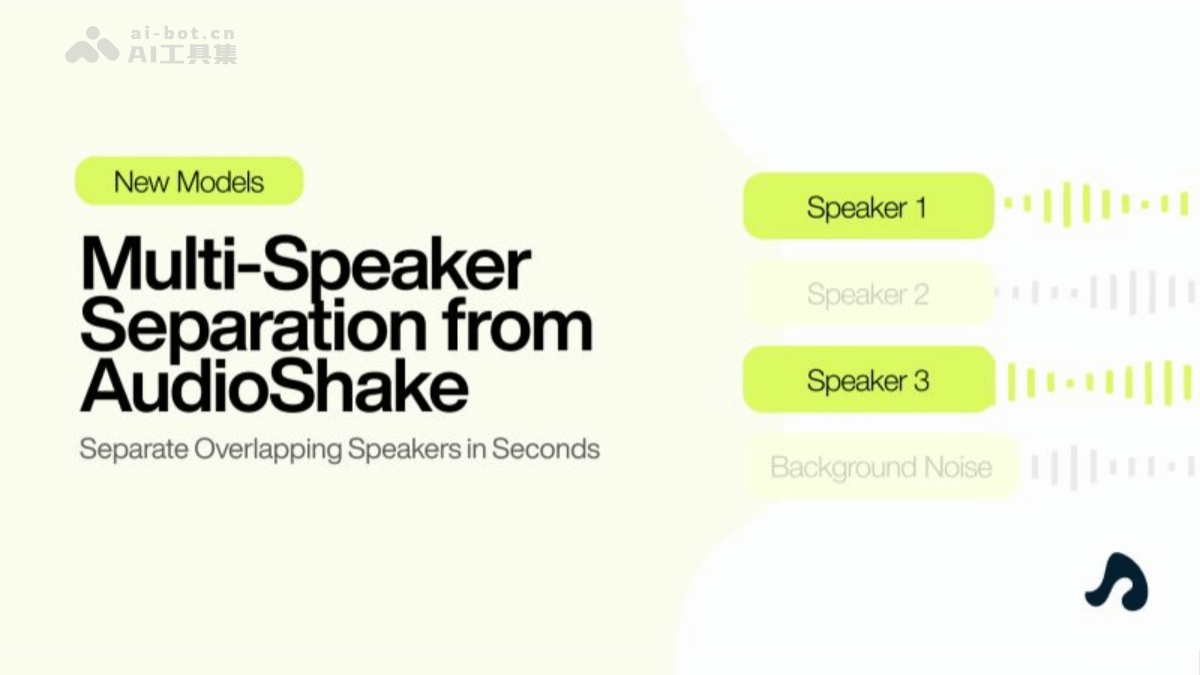 ai-bot.cn
AI工具集
New Models
Multi-Speaker
Separation from
AudioShake
Separate Overlapping Speakers in Seconds
Speaker 1
Speaker 2
Speaker 3
Background Noise